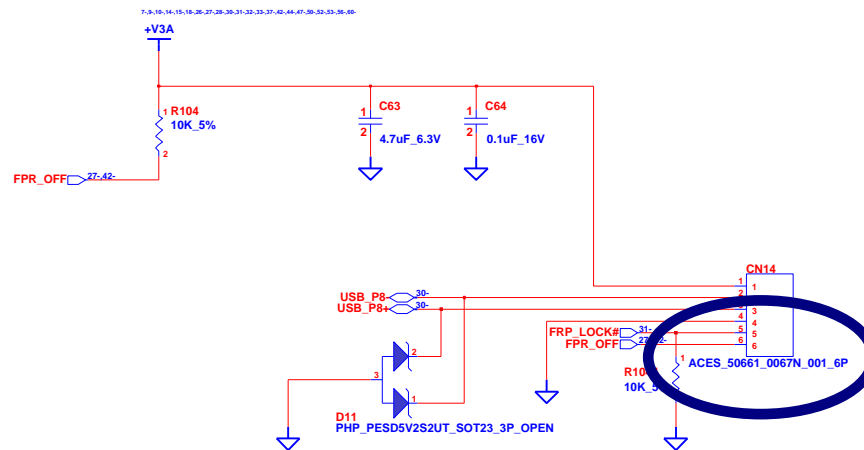 7-,9-,10-,14-,15-,18-,26-,27-,28-,30-,31-,32-,33-,37-,42-,44-,47-,50-,52-,53-,56-,60-
+V3A
1
R104
10K_5%
2
FPR_OFF 27-,42-
1
C63
2
4.7uF_6.3V
1
C64
2
0.1uF_16V
CN14
1 1
USB_P8- 30- 2
USB_P8+ 30- 3
4 4
FRP_LOCK# 31- 5 5
FPR_OFF 6 6
ACES_50661_0067N_001_6P
1
10K_5
2
3
1
D11
PHP_PESD5V2S2UT_SOT23_3P_OPEN